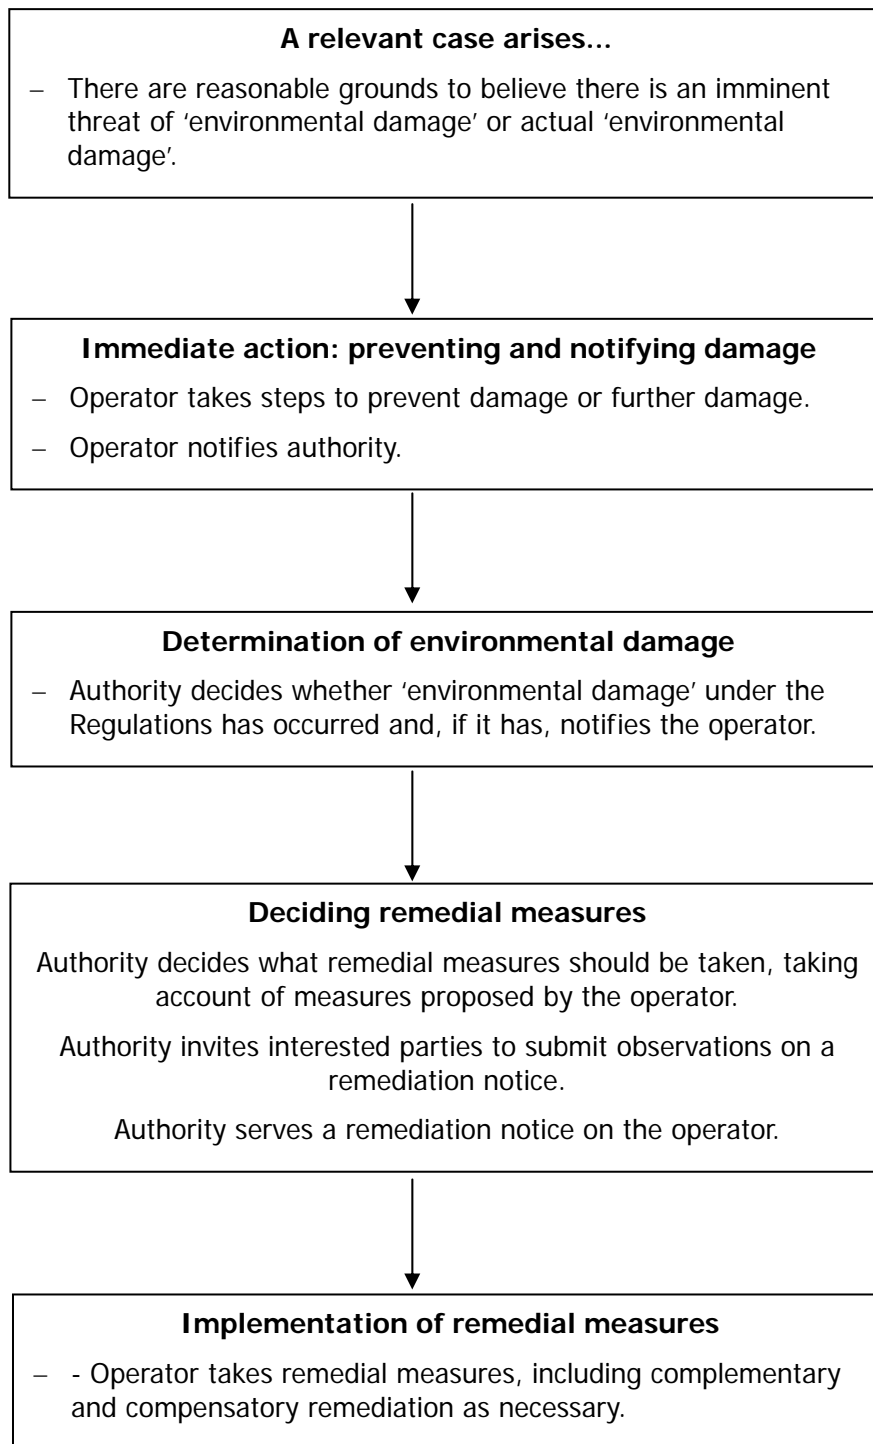 A relevant case arises...
– There are reasonable grounds to believe there is an imminent
threat of ‘environmental damage’ or actual ‘environmental
damage’.
Immediate action: preventing and notifying damage
– Operator takes steps to prevent damage or further damage.
– Operator notifies authority.
Determination of environmental damage
– Authority decides whether ‘environmental damage’ under the
Regulations has occurred and, if it has, notifies the operator.
Deciding remedial measures
Authority decides what remedial measures should be taken, taking
account of measures proposed by the operator.
Authority invites interested parties to submit observations on a
remediation notice.
Authority serves a remediation notice on the operator.
Implementation of remedial measures
– - Operator takes remedial measures, including complementary
and compensatory remediation as necessary.